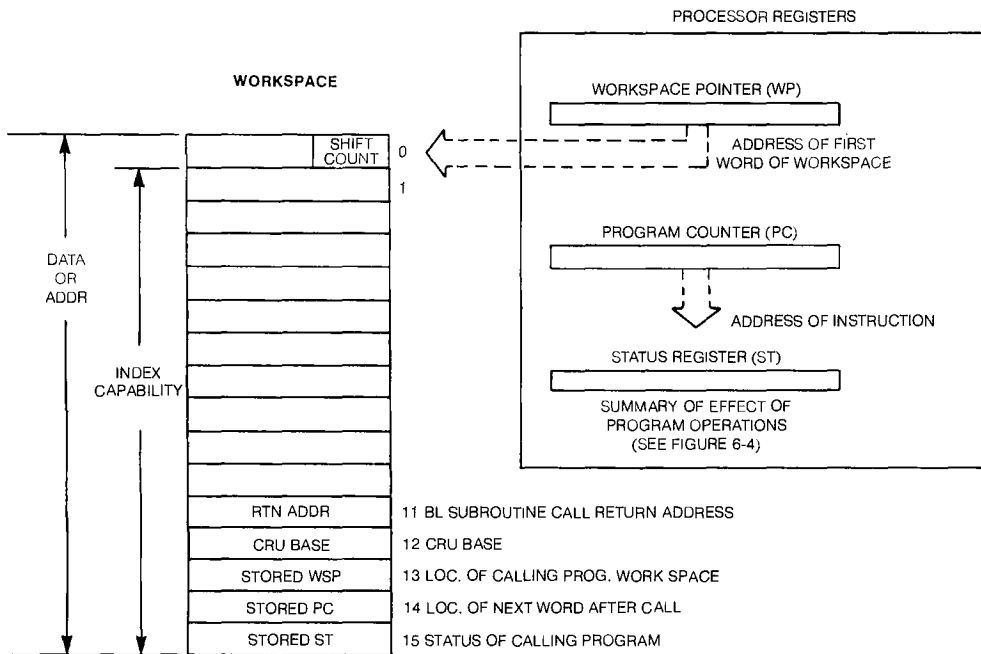 PROCESSOR REGISTERS
WORKSPACE
WORKSPACE POINTER (WP)
ADDRESS OF FIRST
WORD OF WORKSPACE
SHIFT
COUNT
0
1
PROGRAM COUNTER (PC)
DATA
OR
ADDR
ADDRESS OF INSTRUCTION
INDEX
CAPABILITY
STATUS REGISTER (ST)
SUMMARY OF EFFECT OF
PROGRAM OPERATIONS
(SEE FIGURE 6-4)
RTN ADDR
11 BL SUBROUTINE CALL RETURN ADDRESS
CRU BASE
12 CRU BASE
STORED WSP
13 LOC. OF CALLING PROG. WORK SPACE
STORED PC
14 LOC. OF NEXT WORD AFTER CALL
STORED ST
15 STATUS OF CALLING PROGRAM